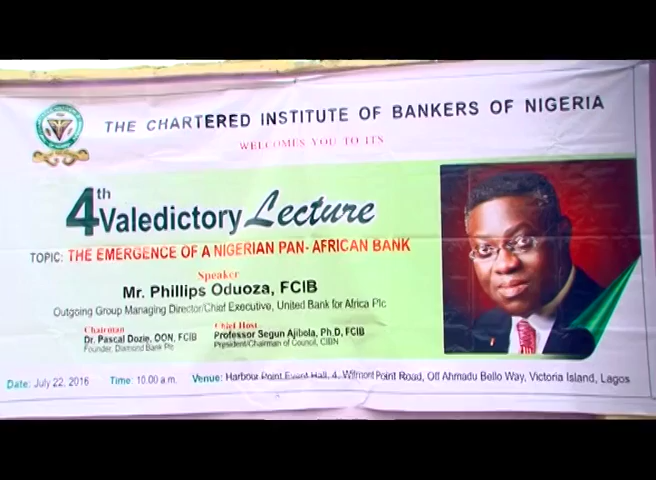 THE CHARTERED INSTITUTE OF BANKERS OF NIGERIA
WELCOMES YOU TO ITS
4th Valedictory Lecture
TOPIC: THE EMERGENCE OF A NIGERIAN PAN- AFRICAN BANK
Speaker
Mr. Phillips Oduoza, FCIB
Outgoing Group Managing Director/Chief Executive, United Bank for Africa Plc
Chairman
Dr. Pascal Dozie, OON, FCIB
Founder, Diamond Bank Plc
Chief Host
Professor Segun Ajibola, Ph.D, FCIB
President/Chairman of Council, CIBN
Date: July 22, 2016 Time: 10.00 a.m. Venue: Harbour Point Event Hall, 4, Wilmont Point Road, Off Ahmadu Bello Way, Victoria Island, Lagos